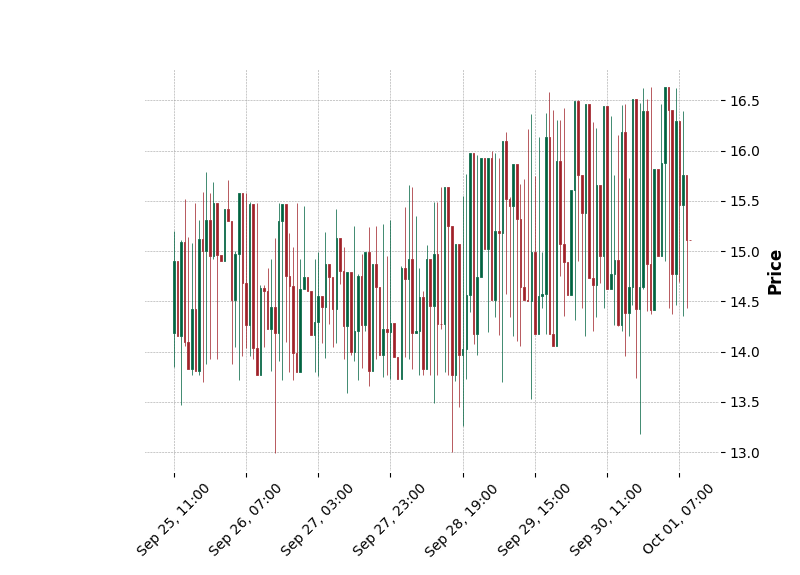 16.5
16.0
15.5
15.0
14.5
14.0
13.5
13.0
Price
Sep 25, 11:00
Sep 26, 07:00
Sep 27, 03:00
Sep 27, 23:00
Sep 28, 19:00
Sep 29, 15:00
Sep 30, 11:00
Oct 01, 07:00